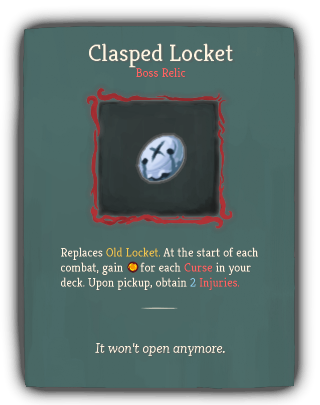 Clasped Locket
Boss Relic
Replaces Old Locket. At the start of each
combat, gain for each Curse in your
deck. Upon pickup, obtain 2 Injuries.
It won't open anymore.